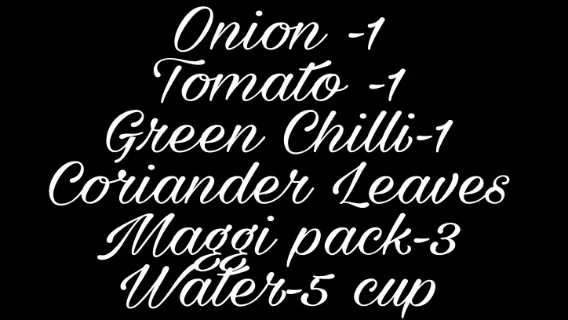 Onion -1
Tomato -1
Green Chilli-1
Coriander Leaves
Maggi pack-3
Water-5 cup